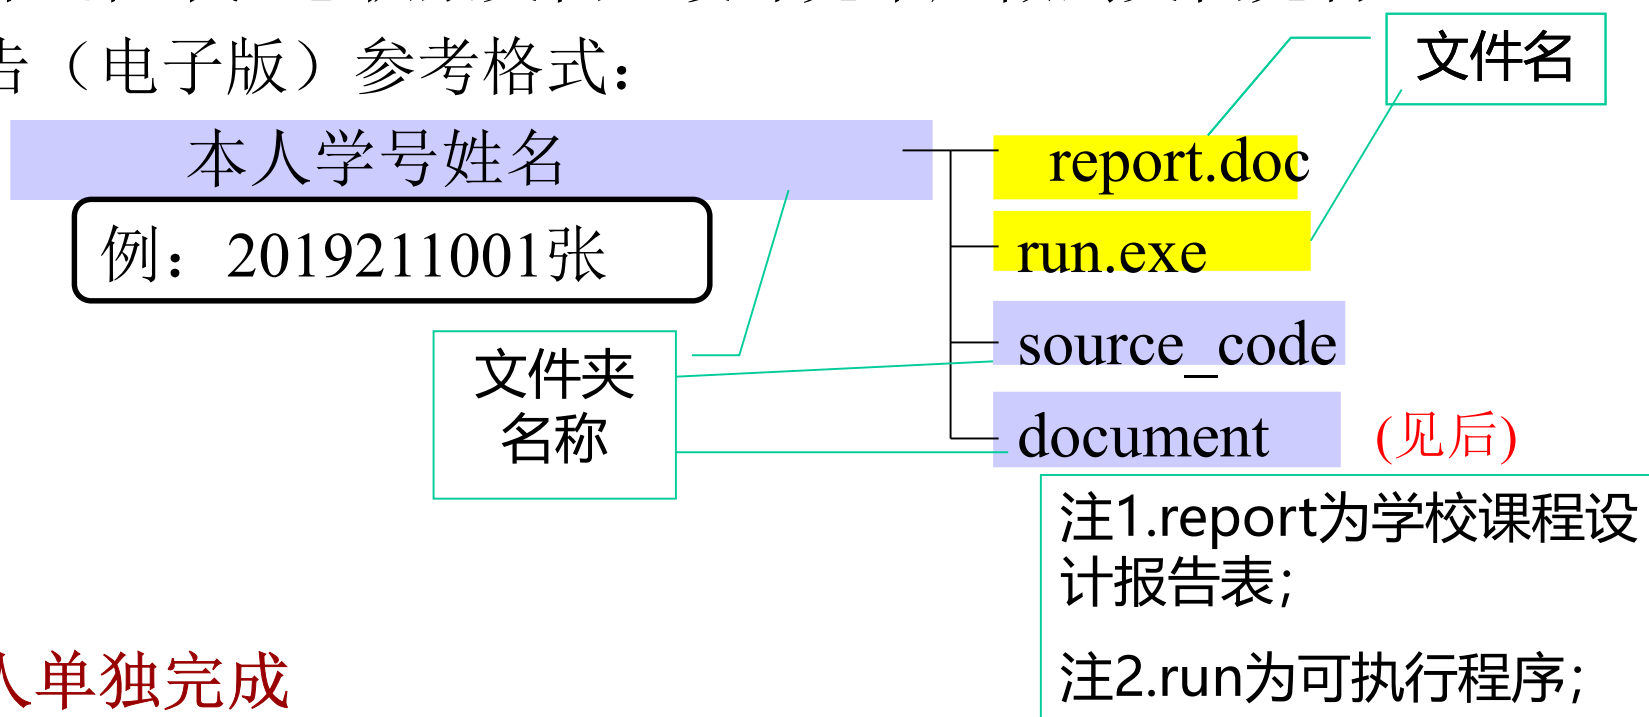 告（电子版）参考格式：
文件名
本人学号姓名
report.doc
例：2019211001张
run.exe
文件夹
名称
source_code
document
(见后)
注1.report为学校课程设
计报告表；
注2.run为可执行程序；
人单独完成